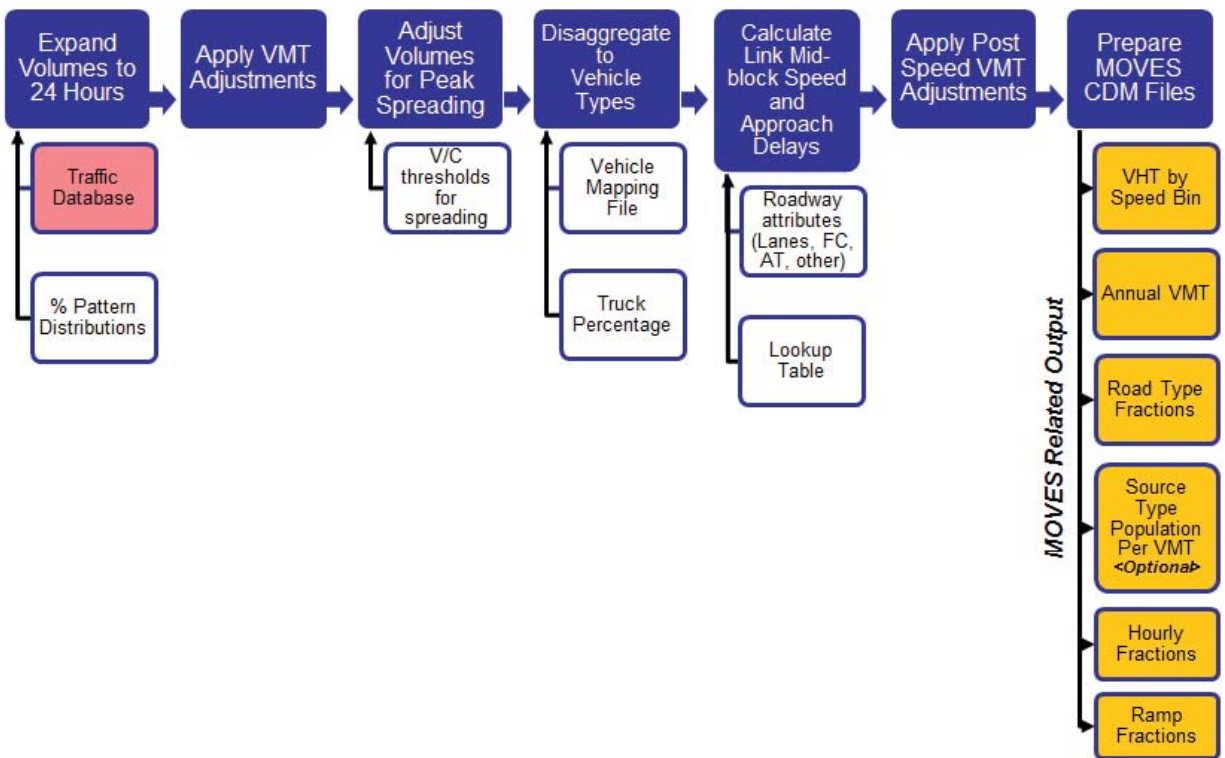 Expand
Volumes to
24 Hours
Apply VMT
Adjustments
Adjust
Volumes
for Peak
Spreading
Disaggregate
to
Vehicle
Types
Calculate
Link Mid-
block Speed
and
Approach
Delays
Apply Post
Speed VMT
Adjustments
Prepare
MOVES
CDM Files
Traffic
Database
% Pattern
Distributions
V/C
thresholds
for
spreading
Vehicle
Mapping
File
Truck
Percentage
Roadway
attributes
(Lanes, FC,
AT, other)
Lookup
Table
MOVES Related Output
VHT by
Speed Bin
Annual VMT
Road Type
Fractions
Source
Type
Population
Per VMT
<Optional>
Hourly
Fractions
Ramp
Fractions